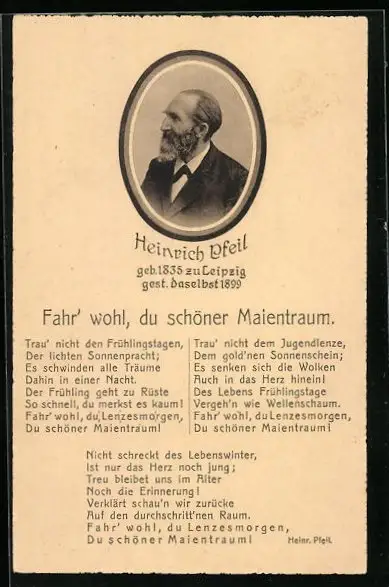 Heinrich Pfeil
geb. 1835 zu Leipzig
gest. daselbst 1899
Fahr' wohl, du schöner Maientraum.
Trau' nicht den Frühlingstagen,
Der lichten Sonnenpracht;
Es schwinden alle Träume
Dahin in einer Nacht.
Der Frühling geht zu Rüste
So schnell, du merkst es kaum!
Fahr' wohl, du Lenzesmorgen,
Du schöner Maientraum!
Trau' nicht dem Jugendlenze,
Dem gold'nen Sonnenschein;
Es senken sich die Wolken
Auch in das Herz hinein!
Des Lebens Frühlingstage
Vergeh'n wie Wellenschaum.
Fahr' wohl, du Lenzesmorgen,
Du schöner Maientraum!
Nicht schreckt des Lebenswinter,
Ist nur das Herz noch jung;
Treu bleibet uns im Alter
Noch die Erinnerung!
Verklärt schau'n wir zurücke
Auf den durchschritt'nen Raum.
Fahr' wohl, du Lenzesmorgen,
Du schöner Maientraum! Heinr. Pfeil.